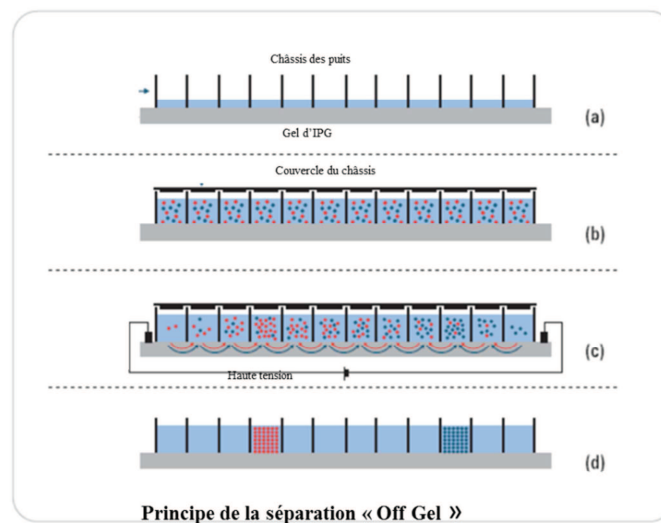 Châssis des puits
(a)
Gel d'IPG
Couvercle du châssis
(b)
(c)
Haute tension
(d)
Principe de la séparation « Off Gel »